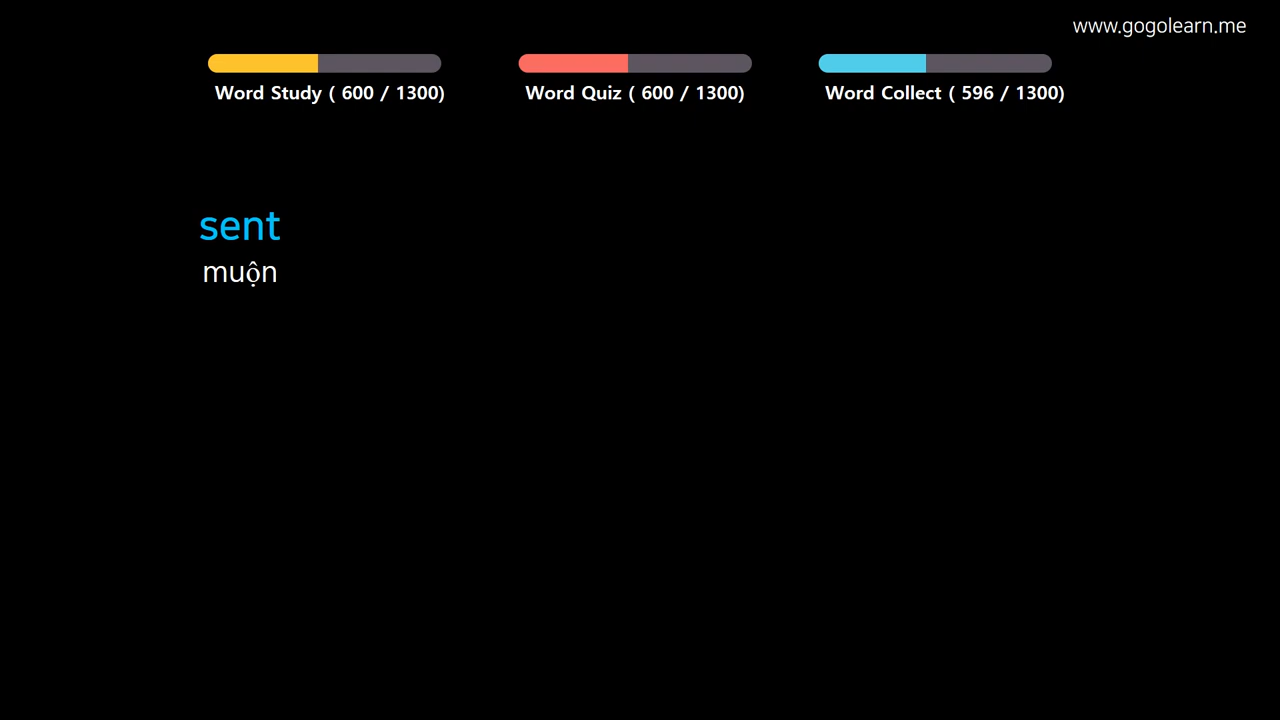 www.gogolearn.me
Word Study ( 600 / 1300)
Word Quiz ( 600 / 1300)
Word Collect ( 596 / 1300)
sent
muộn